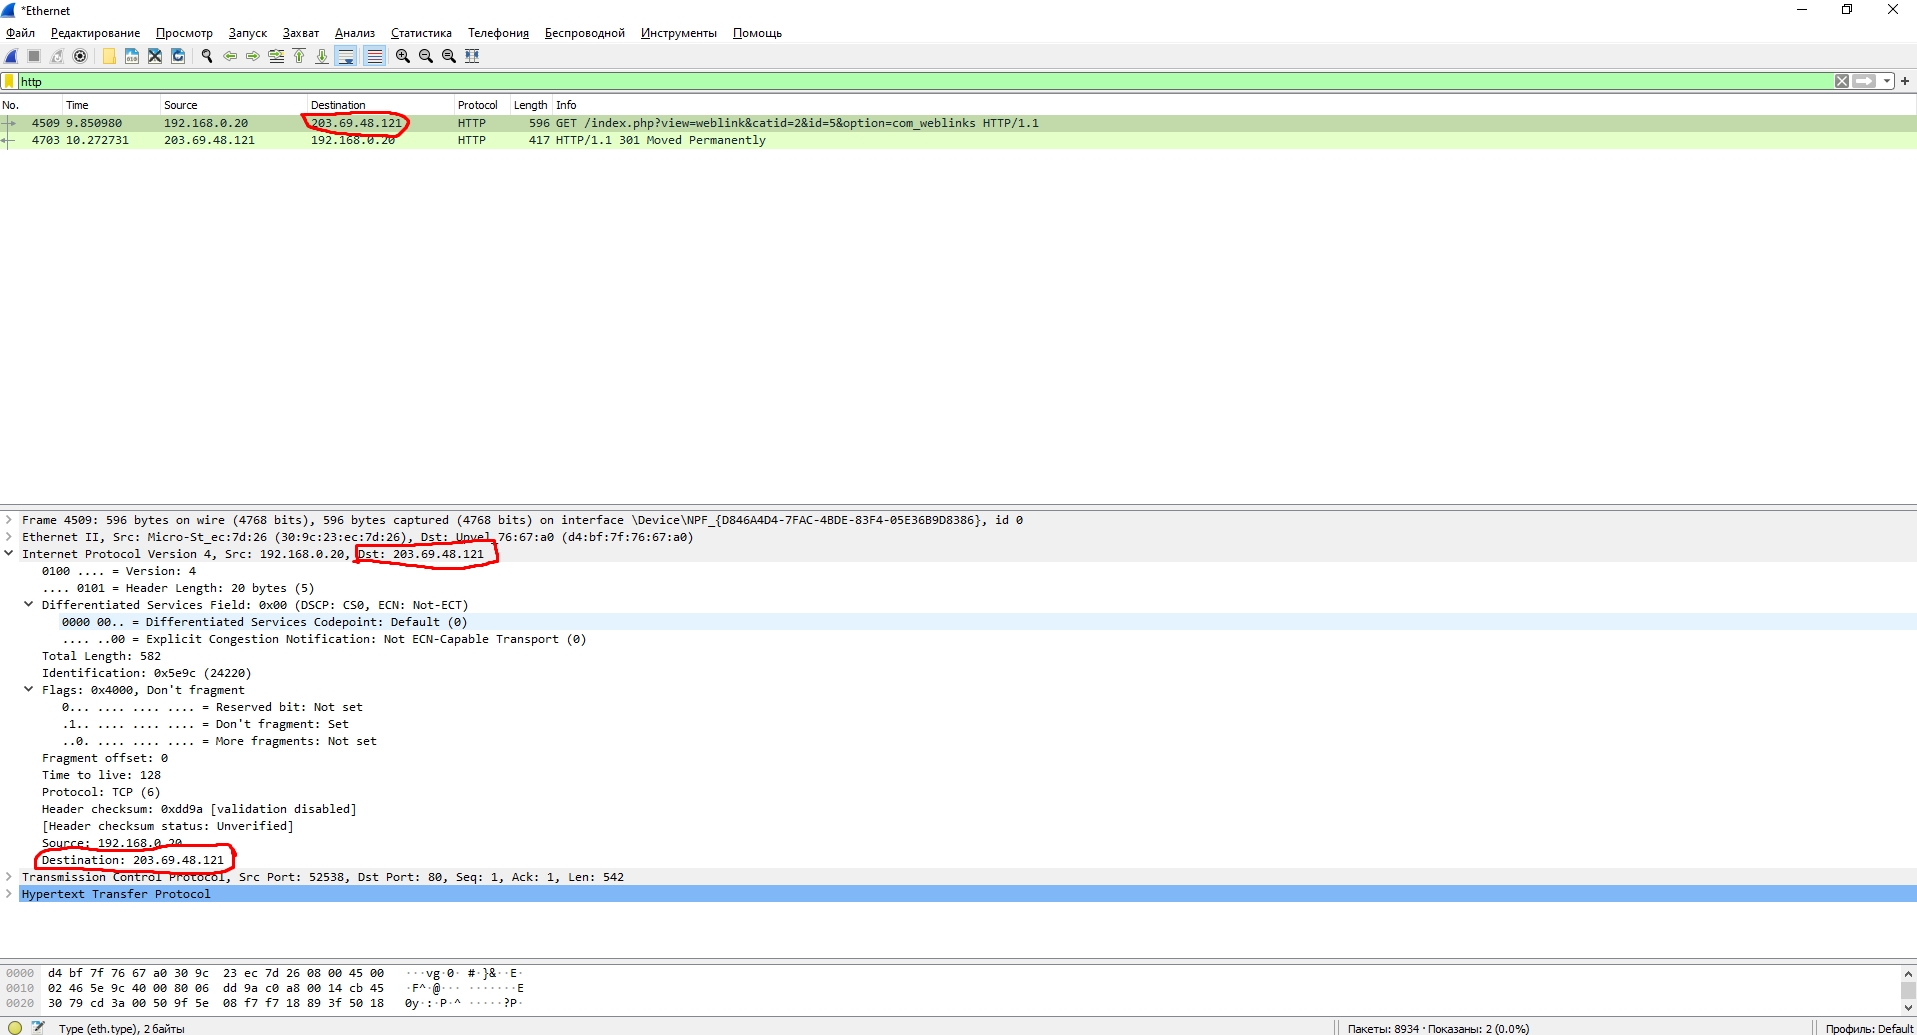 *Ethernet
Файл Редактирование Просмотр Запуск Захват Анализ Статистика Телефония Беспроводной Инструменты Помощь
http
No. Time Source Destination Protocol Length Info
4509 9.850980 192.168.0.20 203.69.48.121 HTTP 596 GET /index.php?view=weblink&catid=2&id=5&option=com_weblinks HTTP/1.1
4703 10.272731 203.69.48.121 192.168.0.20 HTTP 417 HTTP/1.1 301 Moved Permanently
Frame 4509: 596 bytes on wire (4768 bits), 596 bytes captured (4768 bits) on interface \Device\NPF_{D846A4D4-7FAC-4BDE-83F4-05E36B9D8386}, id 0
Ethernet II, Src: Micro-St_ec:7d:26 (30:9c:23:ec:7d:26), Dst: Unvel_76:67:a0 (d4:bf:7f:76:67:a0)
Internet Protocol Version 4, Src: 192.168.0.20, Dst: 203.69.48.121
0100 .... = Version: 4
.... 0101 = Header Length: 20 bytes (5)
Differentiated Services Field: 0x00 (DSCP: CS0, ECN: Not-ECT)
0000 00.. = Differentiated Services Codepoint: Default (0)
.... ..00 = Explicit Congestion Notification: Not ECN-Capable Transport (0)
Total Length: 582
Identification: 0x5e9c (24220)
Flags: 0x4000, Don't fragment
0... .... .... .... = Reserved bit: Not set
.1.. .... .... .... = Don't fragment: Set
..0. .... .... .... = More fragments: Not set
Fragment offset: 0
Time to live: 128
Protocol: TCP (6)
Header checksum: 0xdd9a [validation disabled]
[Header checksum status: Unverified]
Source: 192.168.0.20
Destination: 203.69.48.121
Transmission Control Protocol, Src Port: 52538, Dst Port: 80, Seq: 1, Ack: 1, Len: 542
Hypertext Transfer Protocol
0000 d4 bf 7f 76 67 a0 30 9c 23 ec 7d 26 08 00 45 00 ···vg·0· #·}&··E·
0010 02 46 5e 9c 40 00 80 06 dd 9a c0 a8 00 14 cb 45 ·F^·@··· ·······E
0020 30 79 cd 3a 00 50 9f 5e 08 f7 f7 18 89 3f 50 18 0y·:·P·^ ·····?P·
Type (eth.type), 2 байты Пакеты: 8934 · Показаны: 2 (0.0%) Профиль: Default